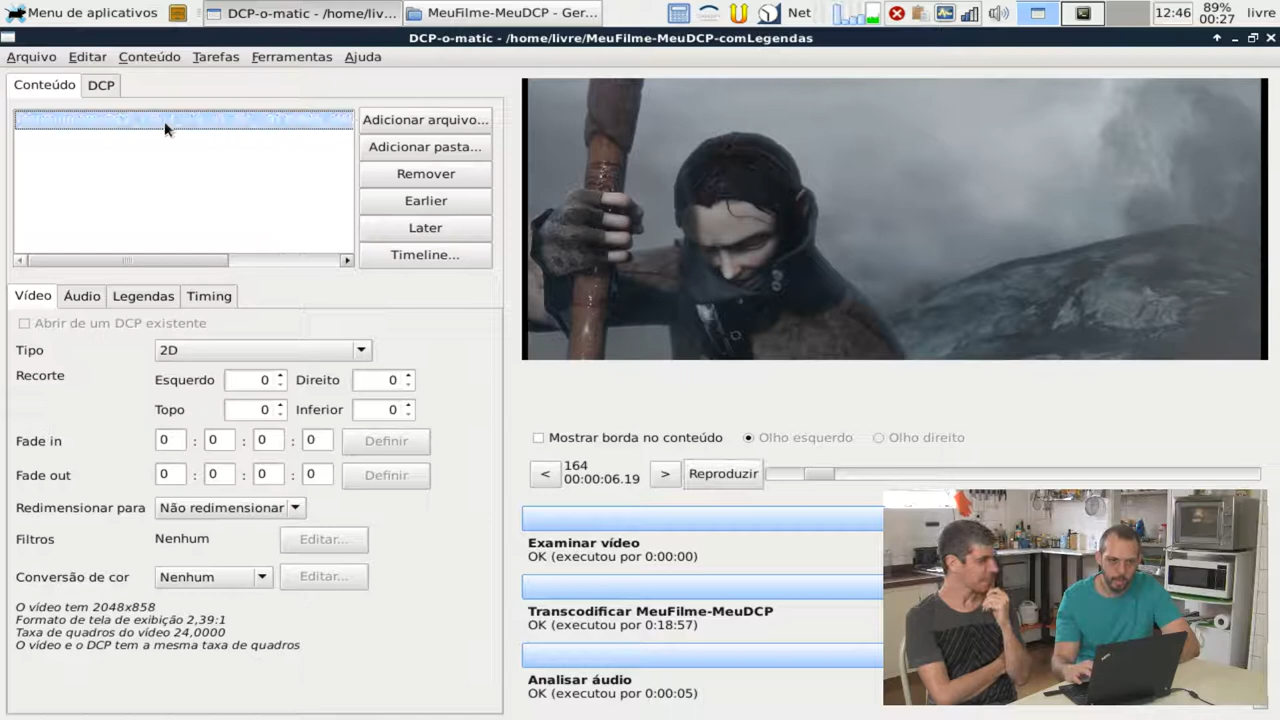 Menu de aplicativos
DCP-o-matic - /home/liv...
MeuFilme-MeuDCP - Ger...
Net
12:46
89%
00:27
livre
DCP-o-matic - /home/livre/MeuFilme-MeuDCP-comLegendas
Arquivo Editar Conteúdo Tarefas Ferramentas Ajuda
Conteúdo DCP
Adicionar arquivo...
Adicionar pasta...
Remover
Earlier
Later
Timeline...
Vídeo Áudio Legendas Timing
Abrir de um DCP existente
Tipo 2D
Recorte
Esquerdo 0 Direito 0
Topo 0 Inferior 0
Fade in 0 : 0 : 0 : 0 Definir
Fade out 0 : 0 : 0 : 0 Definir
Redimensionar para Não redimensionar
Filtros Nenhum Editar...
Conversão de cor Nenhum Editar...
O vídeo tem 2048x858
Formato de tela de exibição 2,39:1
Taxa de quadros do vídeo 24,0000
O vídeo e o DCP tem a mesma taxa de quadros
Mostrar borda no conteúdo Olho esquerdo Olho direito
< 164 > Reproduzir
00:00:06.19
Examinar vídeo
OK (executou por 0:00:00)
Transcodificar MeuFilme-MeuDCP
OK (executou por 0:18:57)
Analisar áudio
OK (executou por 0:00:05)